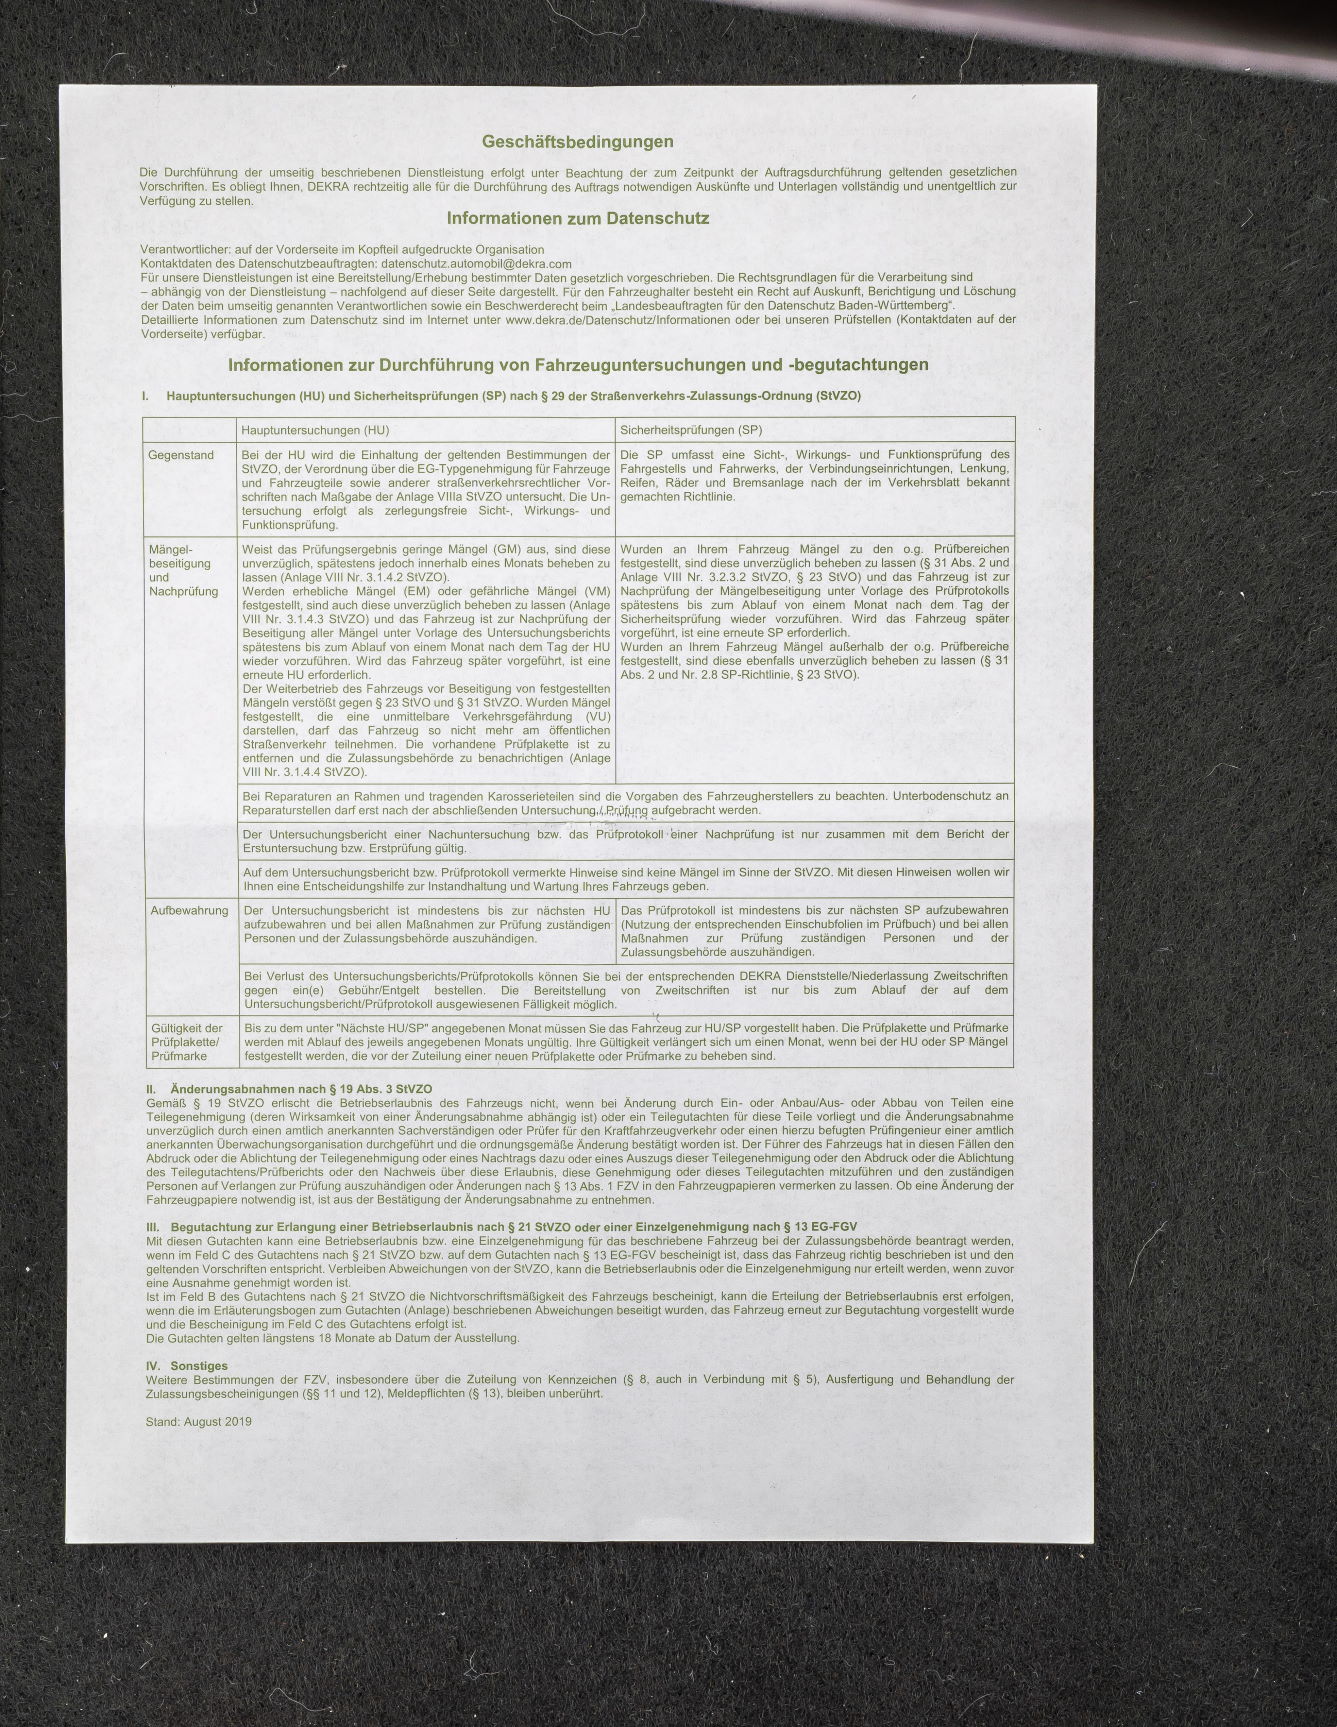 Geschäftsbedingungen
Die Durchführung der umseitig beschriebenen Dienstleistung erfolgt unter Beachtung der zum Zeitpunkt der Auftragsdurchführung geltenden gesetzlichen
Vorschriften. Es obliegt Ihnen, DEKRA rechtzeitig alle für die Durchführung des Auftrags notwendigen Auskünfte und Unterlagen vollständig und unentgeltlich zur
Verfügung zu stellen.
Informationen zum Datenschutz
Verantwortlicher: auf der Vorderseite im Kopfteil aufgedruckte Organisation
Kontaktdaten des Datenschutzbeauftragten: datenschutz.automobil@dekra.com
Für unsere Dienstleistungen ist eine Bereitstellung/Erhebung bestimmter Daten gesetzlich vorgeschrieben. Die Rechtsgrundlagen für die Verarbeitung sind
– abhängig von der Dienstleistung – nachfolgend auf dieser Seite dargestellt. Für den Fahrzeughalter besteht ein Recht auf Auskunft, Berichtigung und Löschung
der Daten beim umseitig genannten Verantwortlichen sowie ein Beschwerderecht beim „Landesbeauftragten für den Datenschutz Baden-Württemberg“.
Detaillierte Informationen zum Datenschutz sind im Internet unter www.dekra.de/Datenschutz/Informationen oder bei unseren Prüfstellen (Kontaktdaten auf der
Vorderseite) verfügbar.
Informationen zur Durchführung von Fahrzeuguntersuchungen und -begutachtungen
I. Hauptuntersuchungen (HU) und Sicherheitsprüfungen (SP) nach § 29 der Straßenverkehrs-Zulassungs-Ordnung (StVZO)
Hauptuntersuchungen (HU)
Sicherheitsprüfungen (SP)
Gegenstand
Bei der HU wird die Einhaltung der geltenden Bestimmungen der
StVZO, der Verordnung über die EG-Typgenehmigung für Fahrzeuge
und Fahrzeugteile sowie anderer straßenverkehrsrechtlicher Vor-
schriften nach Maßgabe der Anlage VIIIa StVZO untersucht. Die Un-
tersuchung erfolgt als zerlegungsfreie Sicht-, Wirkungs- und
Funktionsprüfung.
Die SP umfasst eine Sicht-, Wirkungs- und Funktionsprüfung des
Fahrgestells und Fahrwerks, der Verbindungseinrichtungen, Lenkung,
Reifen, Räder und Bremsanlage nach der im Verkehrsblatt bekannt
gemachten Richtlinie.
Mängel-
beseitigung
und
Nachprüfung
Weist das Prüfungsergebnis geringe Mängel (GM) aus, sind diese
unverzüglich, spätestens jedoch innerhalb eines Monats beheben zu
lassen (Anlage VIII Nr. 3.1.4.2 StVZO).
Werden erhebliche Mängel (EM) oder gefährliche Mängel (VM)
festgestellt, sind auch diese unverzüglich beheben zu lassen (Anlage
VIII Nr. 3.1.4.3 StVZO) und das Fahrzeug ist zur Nachprüfung der
Beseitigung aller Mängel unter Vorlage des Untersuchungsberichts
spätestens bis zum Ablauf von einem Monat nach dem Tag der HU
wieder vorzuführen. Wird das Fahrzeug später vorgeführt, ist eine
erneute HU erforderlich.
Der Weiterbetrieb des Fahrzeugs vor Beseitigung von festgestellten
Mängeln verstößt gegen § 23 StVO und § 31 StVZO. Wurden Mängel
festgestellt, die eine unmittelbare Verkehrsgefährdung (VU)
darstellen, darf das Fahrzeug so nicht mehr am öffentlichen
Straßenverkehr teilnehmen. Die vorhandene Prüfplakette ist zu
entfernen und die Zulassungsbehörde zu benachrichtigen (Anlage
VIII Nr. 3.1.4.4 StVZO).
Wurden an Ihrem Fahrzeug Mängel zu den o.g. Prüfbereichen
festgestellt, sind diese unverzüglich beheben zu lassen (§ 31 Abs. 2 und
Anlage VIII Nr. 3.2.3.2 StVZO, § 23 StVO) und das Fahrzeug ist zur
Nachprüfung der Mängelbeseitigung unter Vorlage des Prüfprotokolls
spätestens bis zum Ablauf von einem Monat nach dem Tag der
Sicherheitsprüfung wieder vorzuführen. Wird das Fahrzeug später
vorgeführt, ist eine erneute SP erforderlich.
Wurden an Ihrem Fahrzeug Mängel außerhalb der o.g. Prüfbereiche
festgestellt, sind diese ebenfalls unverzüglich beheben zu lassen (§ 31
Abs. 2 und Nr. 2.8 SP-Richtlinie, § 23 StVO).
Bei Reparaturen an Rahmen und tragenden Karosserieteilen sind die Vorgaben des Fahrzeugherstellers zu beachten. Unterbodenschutz an
Reparaturstellen darf erst nach der abschließenden Untersuchung / Prüfung aufgebracht werden.
Der Untersuchungsbericht einer Nachuntersuchung bzw. das Prüfprotokoll einer Nachprüfung ist nur zusammen mit dem Bericht der
Erstuntersuchung bzw. Erstprüfung gültig.
Auf dem Untersuchungsbericht bzw. Prüfprotokoll vermerkte Hinweise sind keine Mängel im Sinne der StVZO. Mit diesen Hinweisen wollen wir
Ihnen eine Entscheidungshilfe zur Instandhaltung und Wartung Ihres Fahrzeugs geben.
Aufbewahrung
Der Untersuchungsbericht ist mindestens bis zur nächsten HU
aufzubewahren und bei allen Maßnahmen zur Prüfung zuständigen
Personen und der Zulassungsbehörde auszuhändigen.
Das Prüfprotokoll ist mindestens bis zur nächsten SP aufzubewahren
(Nutzung der entsprechenden Einschubfolien im Prüfbuch) und bei allen
Maßnahmen zur Prüfung zuständigen Personen und der
Zulassungsbehörde auszuhändigen.
Bei Verlust des Untersuchungsberichts/Prüfprotokolls können Sie bei der entsprechenden DEKRA Dienststelle/Niederlassung Zweitschriften
gegen ein(e) Gebühr/Entgelt bestellen. Die Bereitstellung von Zweitschriften ist nur bis zum Ablauf der auf dem
Untersuchungsbericht/Prüfprotokoll ausgewiesenen Fälligkeit möglich.
Gültigkeit der
Prüfplakette/
Prüfmarke
Bis zu dem unter "Nächste HU/SP" angegebenen Monat müssen Sie das Fahrzeug zur HU/SP vorgestellt haben. Die Prüfplakette und Prüfmarke
werden mit Ablauf des jeweils angegebenen Monats ungültig. Ihre Gültigkeit verlängert sich um einen Monat, wenn bei der HU oder SP Mängel
festgestellt werden, die vor der Zuteilung einer neuen Prüfplakette oder Prüfmarke zu beheben sind.
II. Änderungsabnahmen nach § 19 Abs. 3 StVZO
Gemäß § 19 StVZO erlischt die Betriebserlaubnis des Fahrzeugs nicht, wenn bei Änderung durch Ein- oder Anbau/Aus- oder Abbau von Teilen eine
Teilegenehmigung (deren Wirksamkeit von einer Änderungsabnahme abhängig ist) oder ein Teilegutachten für diese Teile vorliegt und die Änderungsabnahme
unverzüglich durch einen amtlich anerkannten Sachverständigen oder Prüfer für den Kraftfahrzeugverkehr oder einen hierzu befugten Prüfingenieur einer amtlich
anerkannten Überwachungsorganisation durchgeführt und die ordnungsgemäße Änderung bestätigt worden ist. Der Führer des Fahrzeugs hat in diesen Fällen den
Abdruck oder die Ablichtung der Teilegenehmigung oder eines Nachtrags dazu oder eines Auszugs dieser Teilegenehmigung oder den Abdruck oder die Ablichtung
des Teilegutachtens/Prüfberichts oder den Nachweis über diese Erlaubnis, diese Genehmigung oder dieses Teilegutachten mitzuführen und den zuständigen
Personen auf Verlangen zur Prüfung auszuhändigen oder Änderungen nach § 13 Abs. 1 FZV in den Fahrzeugpapieren vermerken zu lassen. Ob eine Änderung der
Fahrzeugpapiere notwendig ist, ist aus der Bestätigung der Änderungsabnahme zu entnehmen.
III. Begutachtung zur Erlangung einer Betriebserlaubnis nach § 21 StVZO oder einer Einzelgenehmigung nach § 13 EG-FGV
Mit diesen Gutachten kann eine Betriebserlaubnis bzw. eine Einzelgenehmigung für das beschriebene Fahrzeug bei der Zulassungsbehörde beantragt werden,
wenn im Feld C des Gutachtens nach § 21 StVZO bzw. auf dem Gutachten nach § 13 EG-FGV bescheinigt ist, dass das Fahrzeug richtig beschrieben ist und den
geltenden Vorschriften entspricht. Verbleiben Abweichungen von der StVZO, kann die Betriebserlaubnis oder die Einzelgenehmigung nur erteilt werden, wenn zuvor
eine Ausnahme genehmigt worden ist.
Ist im Feld B des Gutachtens nach § 21 StVZO die Nichtvorschriftsmäßigkeit des Fahrzeugs bescheinigt, kann die Erteilung der Betriebserlaubnis erst erfolgen,
wenn die im Erläuterungsbogen zum Gutachten (Anlage) beschriebenen Abweichungen beseitigt wurden, das Fahrzeug erneut zur Begutachtung vorgestellt wurde
und die Bescheinigung im Feld C des Gutachtens erfolgt ist.
Die Gutachten gelten längstens 18 Monate ab Datum der Ausstellung.
IV. Sonstiges
Weitere Bestimmungen der FZV, insbesondere über die Zuteilung von Kennzeichen (§ 8, auch in Verbindung mit § 5), Ausfertigung und Behandlung der
Zulassungsbescheinigungen (§§ 11 und 12), Meldepflichten (§ 13), bleiben unberührt.
Stand: August 2019